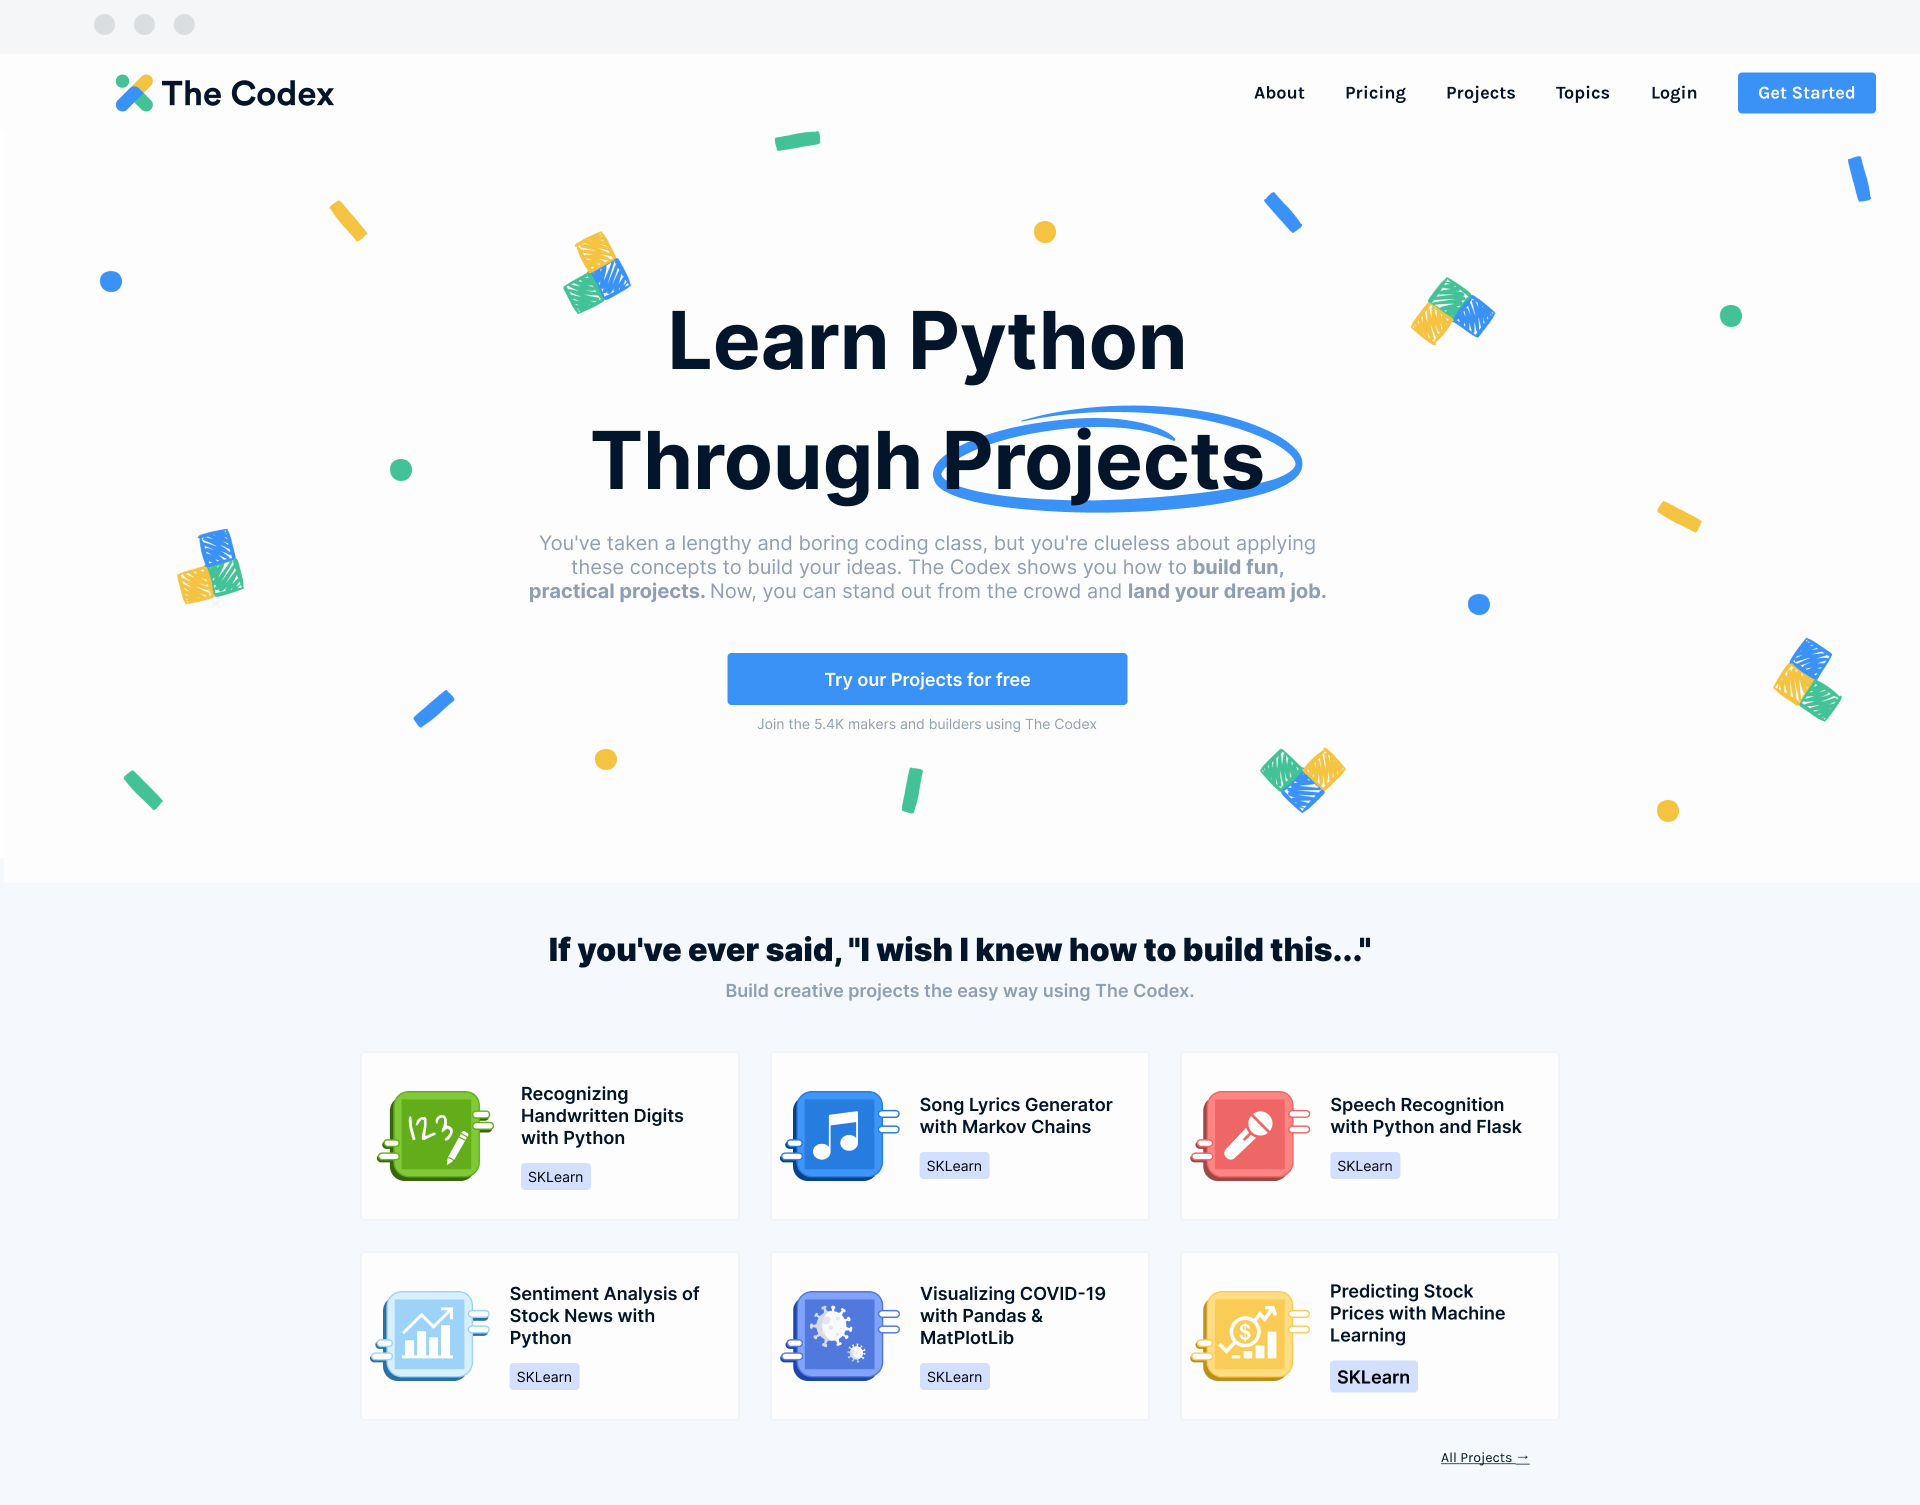 The Codex
About
Pricing
Projects
Topics
Login
Get Started
Learn Python
Through Projects
You've taken a lengthy and boring coding class, but you're clueless about applying
these concepts to build your ideas. The Codex shows you how to build fun,
practical projects. Now, you can stand out from the crowd and land your dream job.
Try our Projects for free
Join the 5.4K makers and builders using The Codex
If you've ever said, "I wish I knew how to build this..."
Build creative projects the easy way using The Codex.
123
Recognizing
Handwritten Digits
with Python
SKLearn
Song Lyrics Generator
with Markov Chains
SKLearn
Speech Recognition
with Python and Flask
SKLearn
Sentiment Analysis of
Stock News with
Python
SKLearn
Visualizing COVID-19
with Pandas &
MatPlotLib
SKLearn
$
Predicting Stock
Prices with Machine
Learning
SKLearn
All Projects →